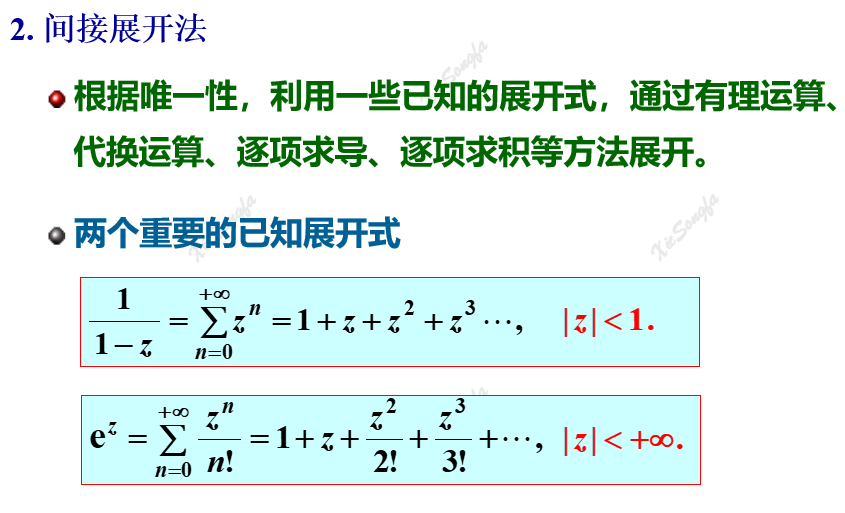 2. 间接展开法
根据唯一性，利用一些已知的展开式，通过有理运算、
代换运算、逐项求导、逐项求积等方法展开。
两个重要的已知展开式
\frac{1}{1-z} = \sum_{n=0}^{+\infty} z^n = 1 + z + z^2 + z^3 \cdots, |z| < 1.
e^z = \sum_{n=0}^{+\infty} \frac{z^n}{n!} = 1 + z + \frac{z^2}{2!} + \frac{z^3}{3!} + \cdots, |z| < +\infty.
XieSongfa